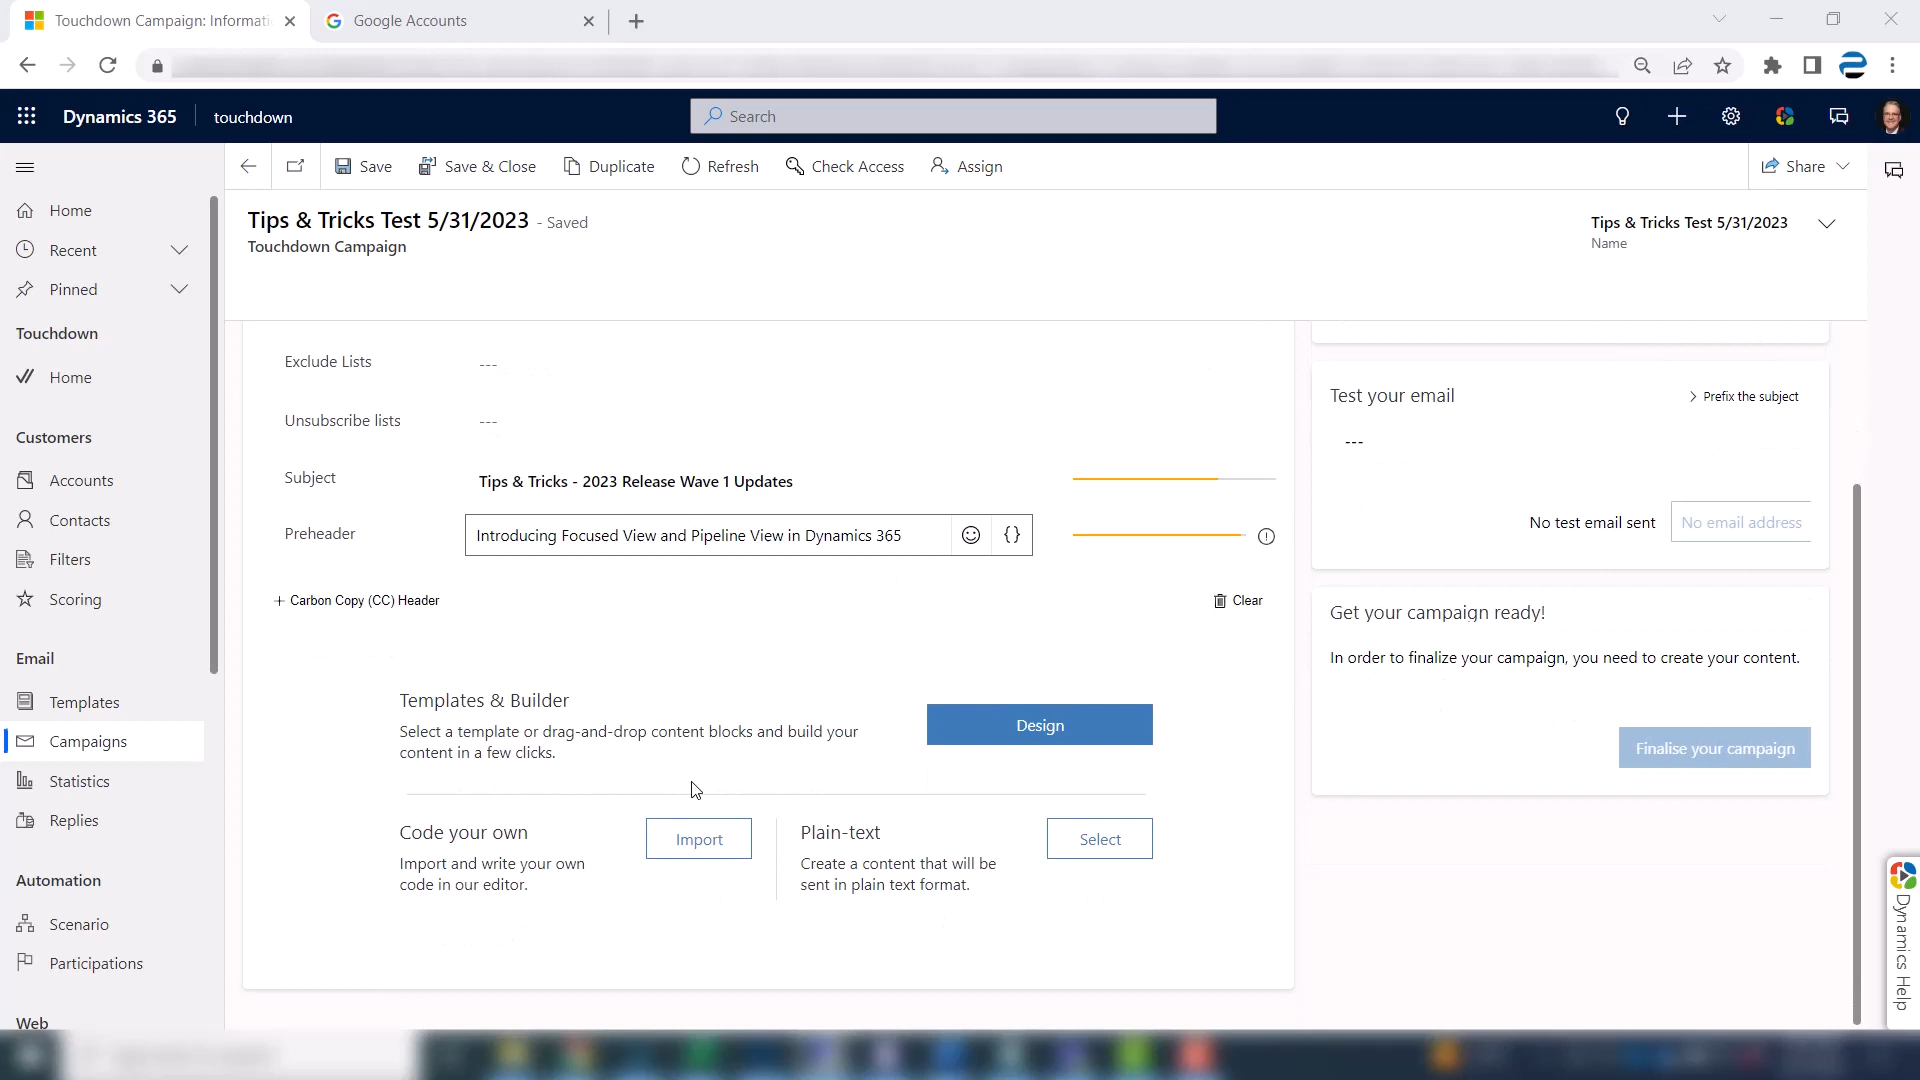 Touchdown Campaign: Informati
Google Accounts
Dynamics 365
touchdown
Search
Save
Save & Close
Duplicate
Refresh
Check Access
Assign
Share
Home
Recent
Pinned
Touchdown
Home
Customers
Accounts
Contacts
Filters
Scoring
Email
Templates
Campaigns
Statistics
Replies
Automation
Scenario
Participations
Web
Tips & Tricks Test 5/31/2023 - Saved
Touchdown Campaign
Tips & Tricks Test 5/31/2023
Name
Exclude Lists ---
Unsubscribe lists ---
Subject Tips & Tricks - 2023 Release Wave 1 Updates
Preheader Introducing Focused View and Pipeline View in Dynamics 365 {}
+ Carbon Copy (CC) Header
Clear
Templates & Builder
Select a template or drag-and-drop content blocks and build your
content in a few clicks.
Design
Code your own
Import and write your own
code in our editor.
Import
Plain-text
Create a content that will be
sent in plain text format.
Select
Test your email
Prefix the subject
---
No test email sent
No email address
Get your campaign ready!
In order to finalize your campaign, you need to create your content.
Finalise your campaign
Dynamics Help